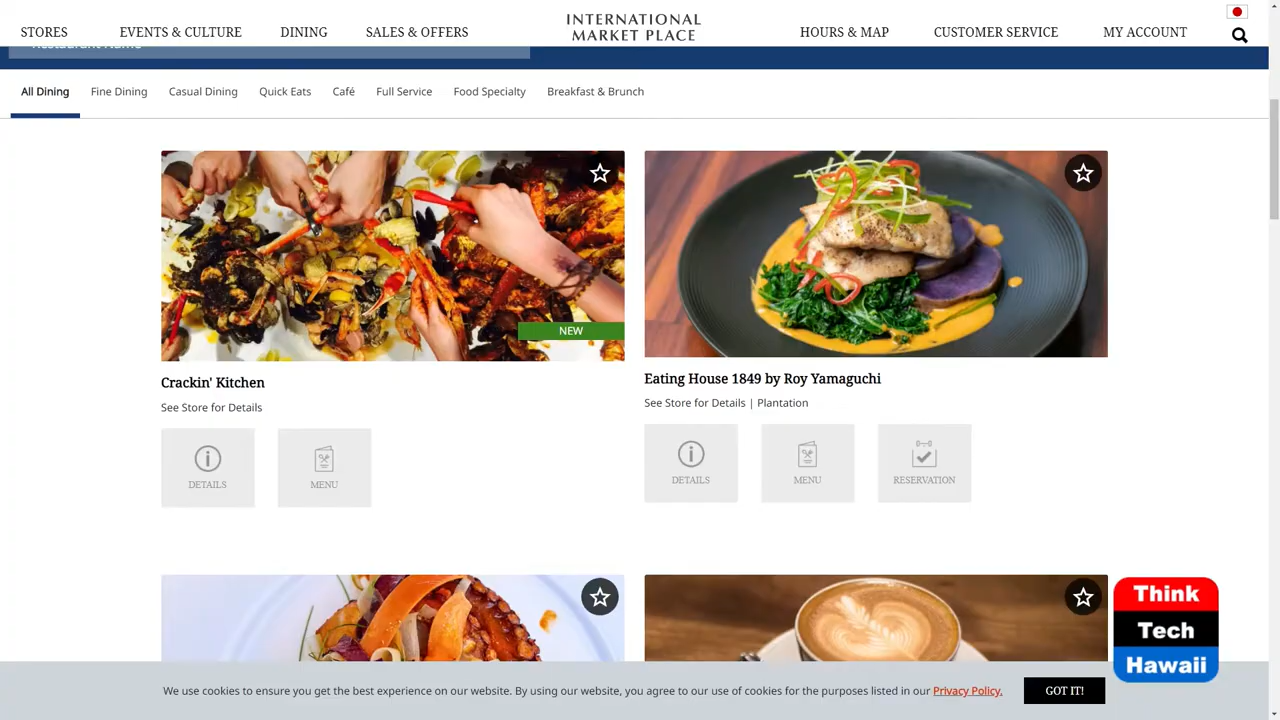 STORES EVENTS & CULTURE DINING SALES & OFFERS
INTERNATIONAL
MARKET PLACE
HOURS & MAP CUSTOMER SERVICE MY ACCOUNT
Restaurant Name
All Dining Fine Dining Casual Dining Quick Eats Café Full Service Food Specialty Breakfast & Brunch
NEW
Crackin' Kitchen
See Store for Details
DETAILS MENU
Eating House 1849 by Roy Yamaguchi
See Store for Details | Plantation
DETAILS MENU RESERVATION
Think
Tech
Hawaii
We use cookies to ensure you get the best experience on our website. By using our website, you agree to our use of cookies for the purposes listed in our Privacy Policy.
GOT IT!